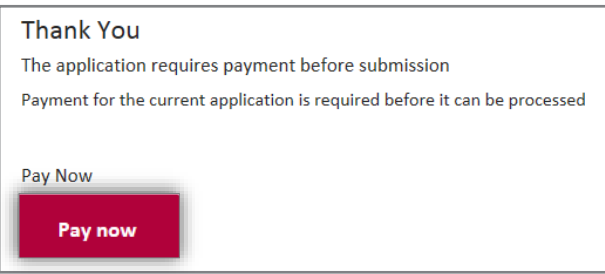 Thank You
The application requires payment before submission
Payment for the current application is required before it can be processed
Pay Now
Pay now